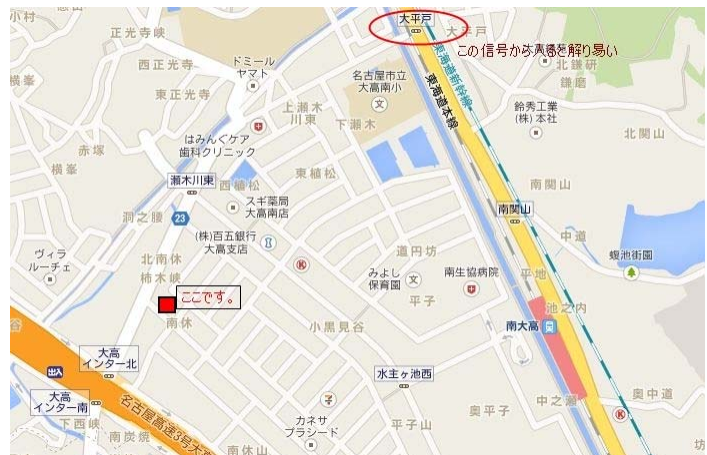 小村
正光寺峡
西正光寺
東正光寺
横峯
赤塚
横峯
ドミール
ヤマト
上瀬木
川東
はみんぐケア
歯科クリニック
瀬木川東
名古屋市立
大高南小
下瀬木
大平戸
大平戸
この信号から入ると解り易い
東海道新幹線
東海道本線
北鎌研
鎌磨
鈴秀工業
(株)本社
北関山
南関山
南関山
中道
蝮池街園
西植松
東植松
スギ薬局
大高南店
洞之腰
23
(株)百五銀行
大高支店
ヴィラ
ルーチェ
北南休
柿木峡
ここです。
南休
道円坊
みよし
保育園
南生協病院
平子
平地
池之内
南大高
小黒見谷
水主ヶ池西
大高
インター北
出入
大高
インター南
下西峡
南炭焼
名古屋高速3号大
南休山
カネサ
プラシード
平子山
奥平子
中之瀬
奥中道
谷